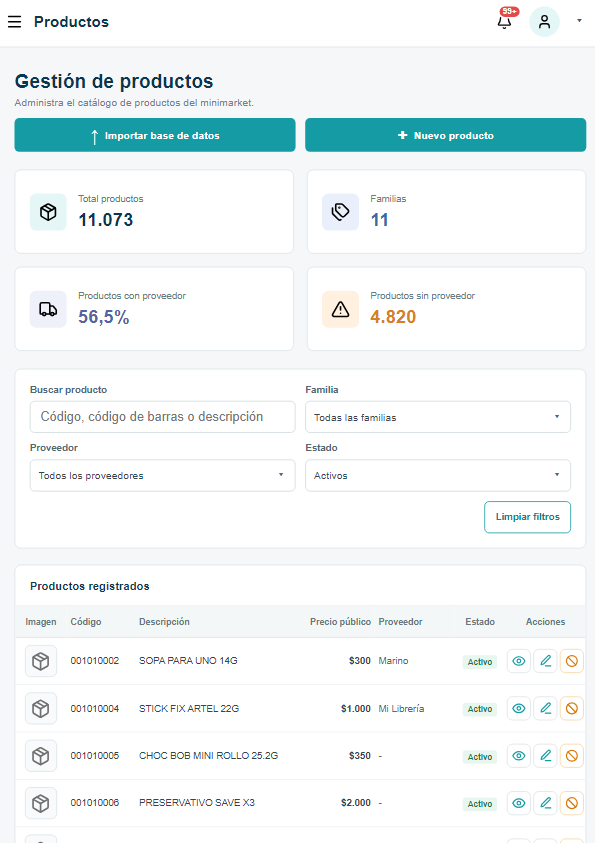 Productos 99+
Gestión de productos
Administra el catálogo de productos del minimarket.
Importar base de datos
Nuevo producto
Total productos
11.073
Familias
11
Productos con proveedor
56,5%
Productos sin proveedor
4.820
Buscar producto
Código, código de barras o descripción
Familia
Todas las familias
Proveedor
Todos los proveedores
Estado
Activos
Limpiar filtros
Productos registrados
Imagen Código Descripción Precio público Proveedor Estado Acciones
001010002 SOPA PARA UNO 14G $300 Marino Activo
001010004 STICK FIX ARTEL 22G $1.000 Mi Librería Activo
001010005 CHOC BOB MINI ROLLO 25.2G $350 - Activo
001010006 PRESERVATIVO SAVE X3 $2.000 - Activo